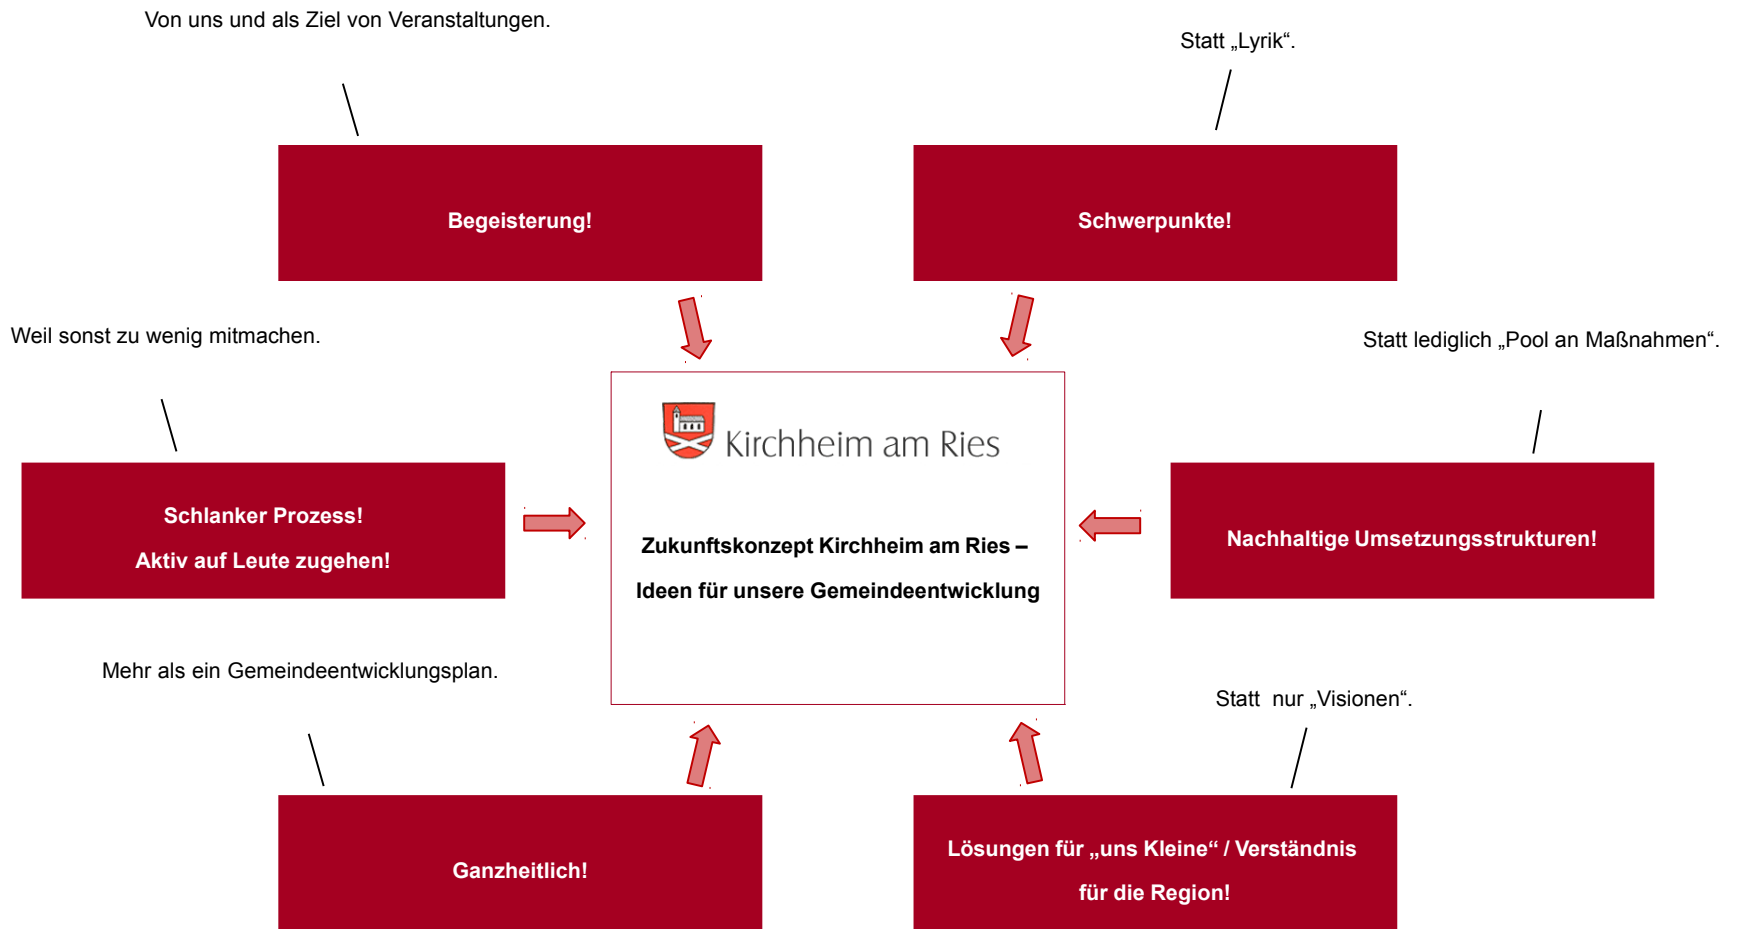 Von uns und als Ziel von Veranstaltungen.
Statt „Lyrik“.
Begeisterung!
Schwerpunkte!
Weil sonst zu wenig mitmachen.
Statt lediglich „Pool an Maßnahmen“.
Kirchheim am Ries
Schlanker Prozess!
Aktiv auf Leute zugehen!
Zukunftskonzept Kirchheim am Ries –
Ideen für unsere Gemeindeentwicklung
Nachhaltige Umsetzungsstrukturen!
Mehr als ein Gemeindeentwicklungsplan.
Statt  nur „Visionen“.
Ganzheitlich!
Lösungen für „uns Kleine“ / Verständnis
für die Region!